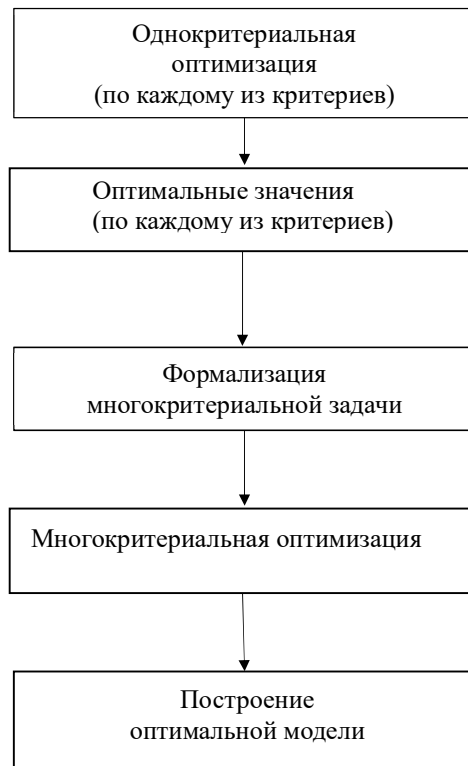 Однокритериальная
оптимизация
(по каждому из критериев)
Оптимальные значения
(по каждому из критериев)
Формализация
многокритериальной задачи
Многокритериальная оптимизация
Построение
оптимальной модели